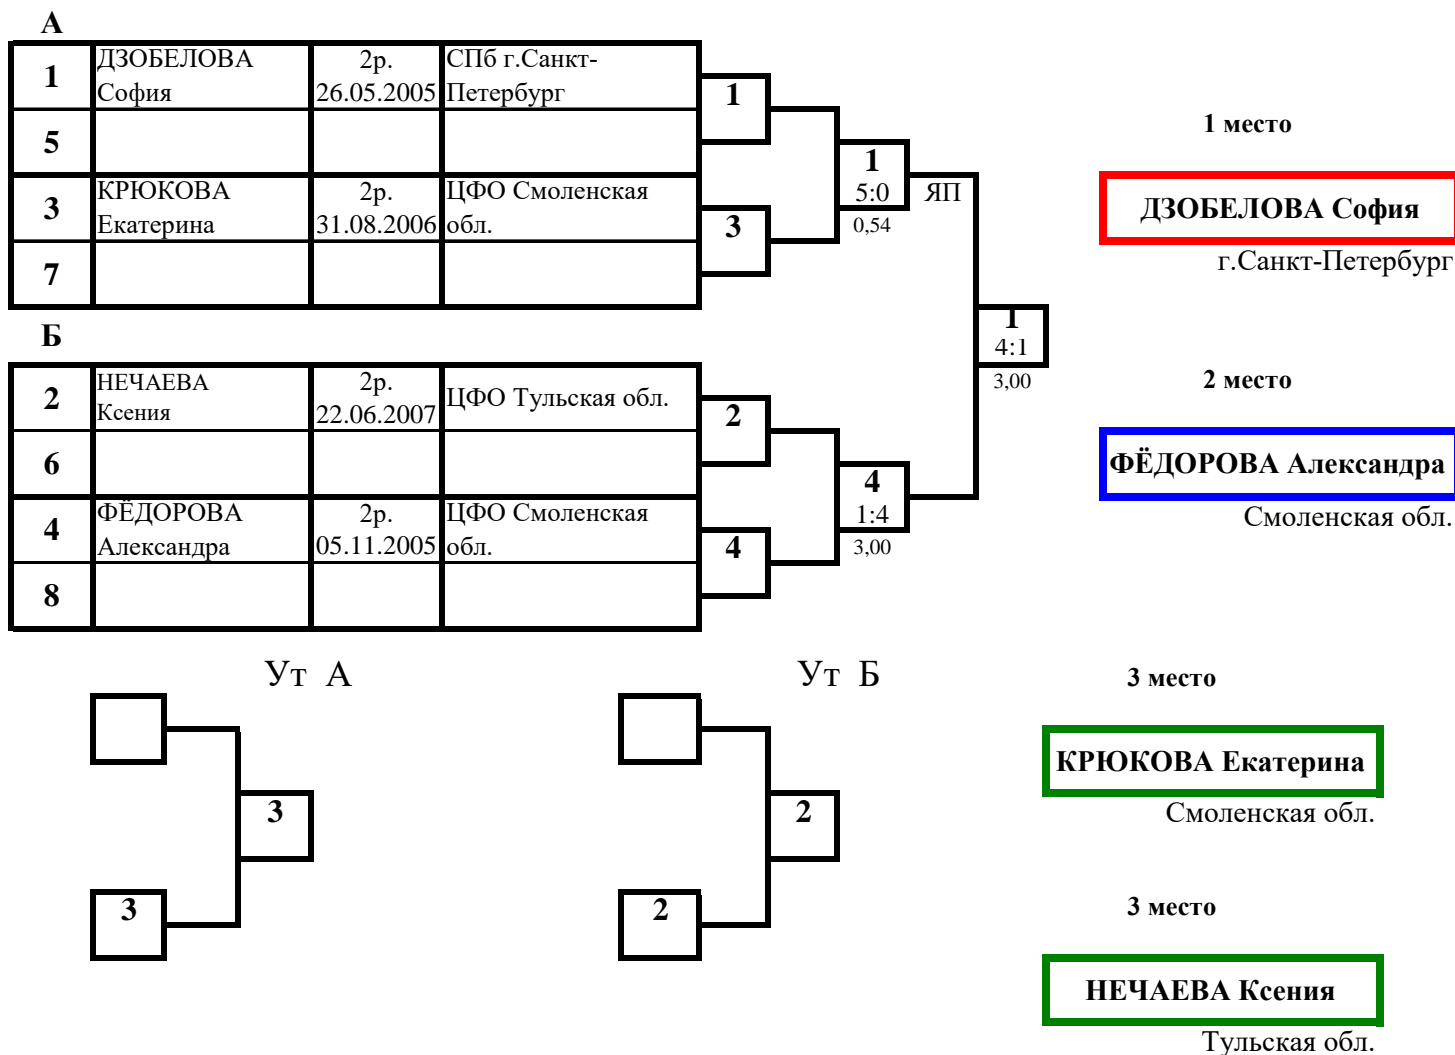 А
1
ДЗОБЕЛОВА
София
2р.
26.05.2005
СПб г.Санкт-
Петербург
5
3
КРЮКОВА
Екатерина
2р.
31.08.2006
ЦФО Смоленская
обл.
7
1
3
1
5:0
0,54
ЯП
Б
2
НЕЧАЕВА
Ксения
2р.
22.06.2007
ЦФО Тульская обл.
6
4
ФЁДОРОВА
Александра
2р.
05.11.2005
ЦФО Смоленская
обл.
8
2
4
4
1:4
3,00
1
4:1
3,00
1 место
ДЗОБЕЛОВА София
г.Санкт-Петербург
2 место
ФЁДОРОВА Александра
Смоленская обл.
Ут А
3
3
Ут Б
2
2
3 место
КРЮКОВА Екатерина
Смоленская обл.
3 место
НЕЧАЕВА Ксения
Тульская обл.